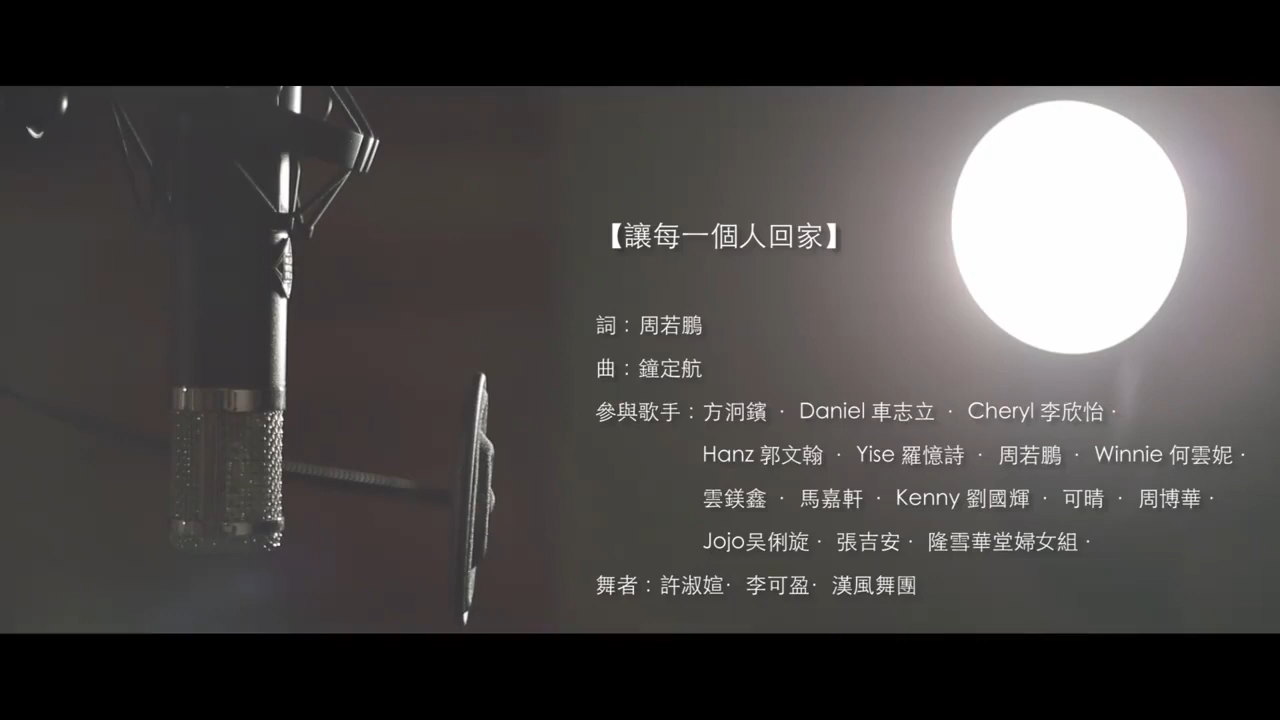 【讓每一個人回家】
詞：周若鵬
曲：鐘定航
參與歌手：方泂鑌 · Daniel 車志立 · Cheryl 李欣怡 ·
Hanz 郭文翰 · Yise 羅憶詩 · 周若鵬 · Winnie 何雲妮 ·
雲鎂鑫 · 馬嘉軒 · Kenny 劉國輝 · 可晴 · 周博華 ·
Jojo吴俐旋 · 張吉安 · 隆雪華堂婦女組 ·
舞者：許淑媗 · 李可盈 · 漢風舞團